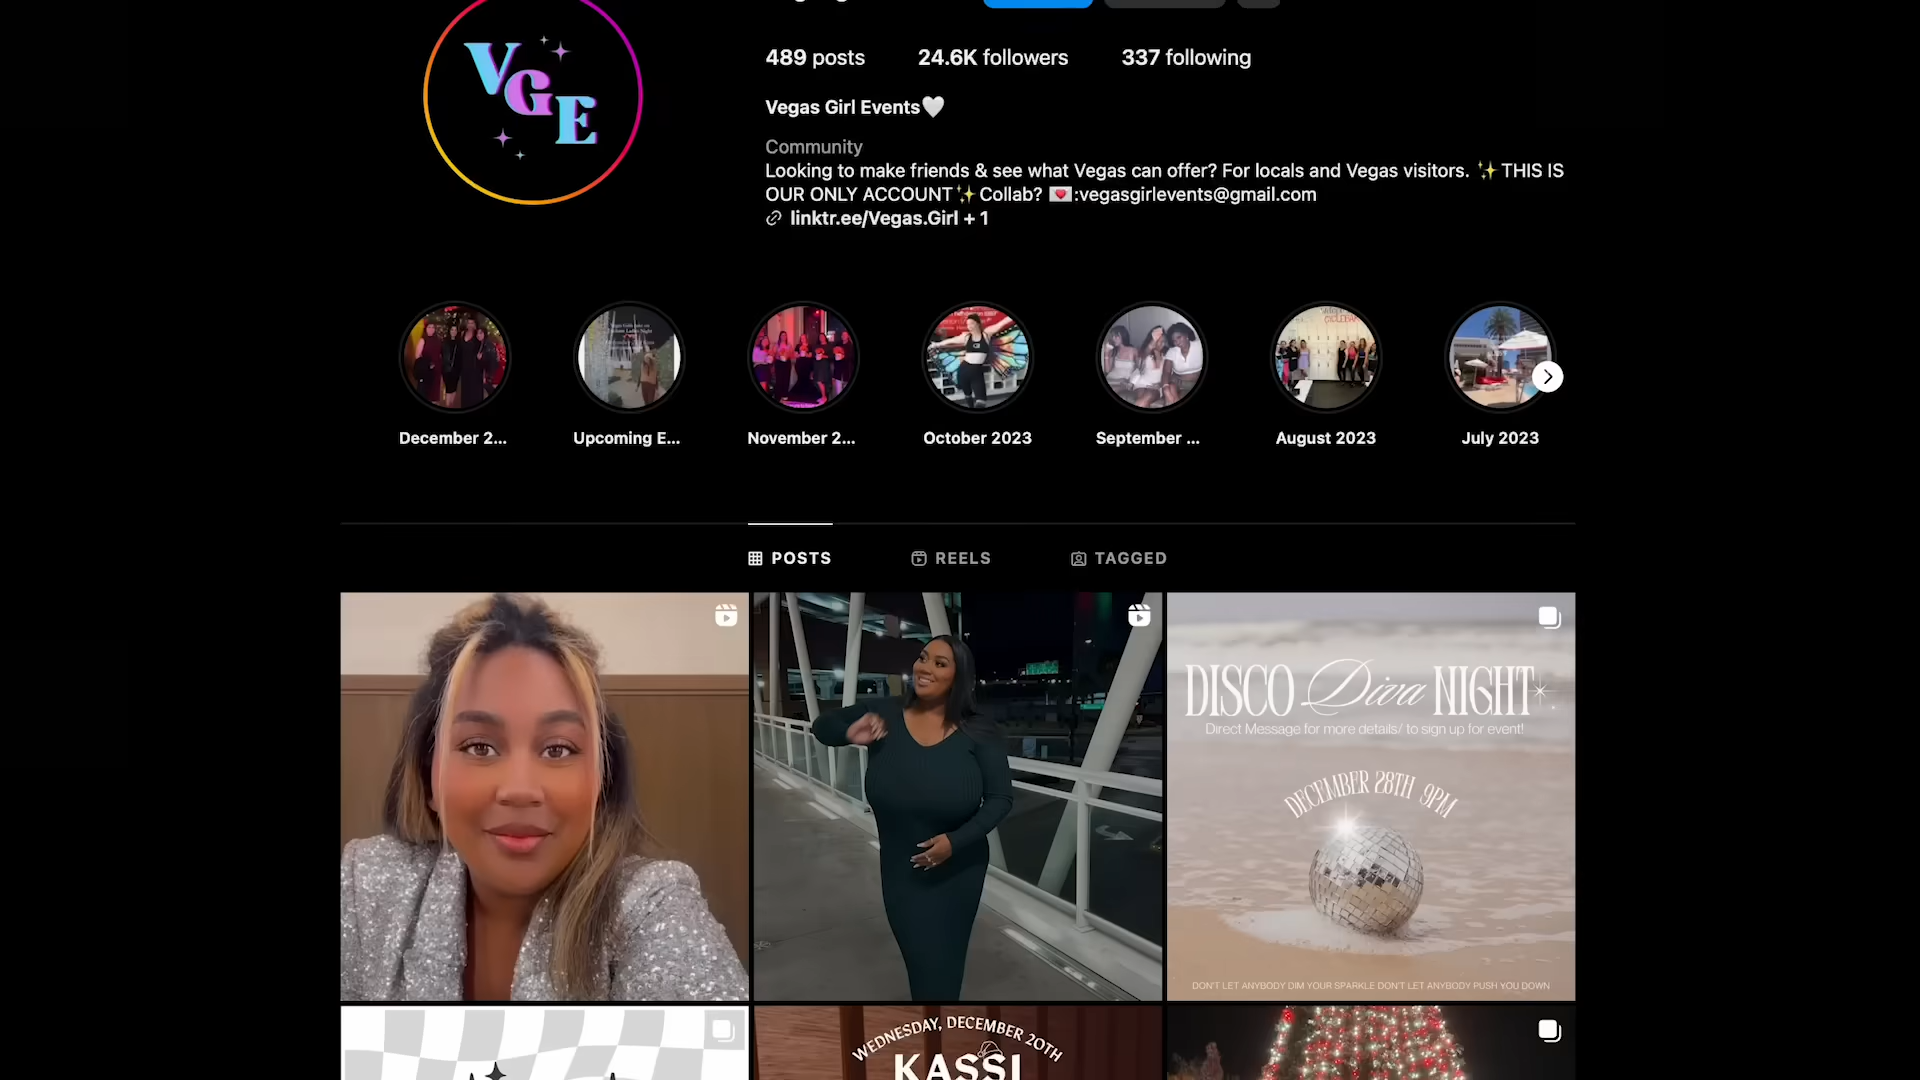 VGE
489 posts 24.6K followers 337 following
Vegas Girl Events🤍
Community
Looking to make friends & see what Vegas can offer? For locals and Vegas visitors. ✨THIS IS
OUR ONLY ACCOUNT✨Collab? 💌:vegasgirlevents@gmail.com
linktr.ee/Vegas.Girl + 1
December 2... Upcoming E... November 2... October 2023 September ... August 2023 July 2023
POSTS REELS TAGGED
DISCO Diva NIGHT
Direct Message for more details/ to sign up for event!
DECEMBER 28TH 9PM
DON'T LET ANYBODY DIM YOUR SPARKLE DON'T LET ANYBODY PUSH YOU DOWN
WEDNESDAY, DECEMBER 20TH
KASSI